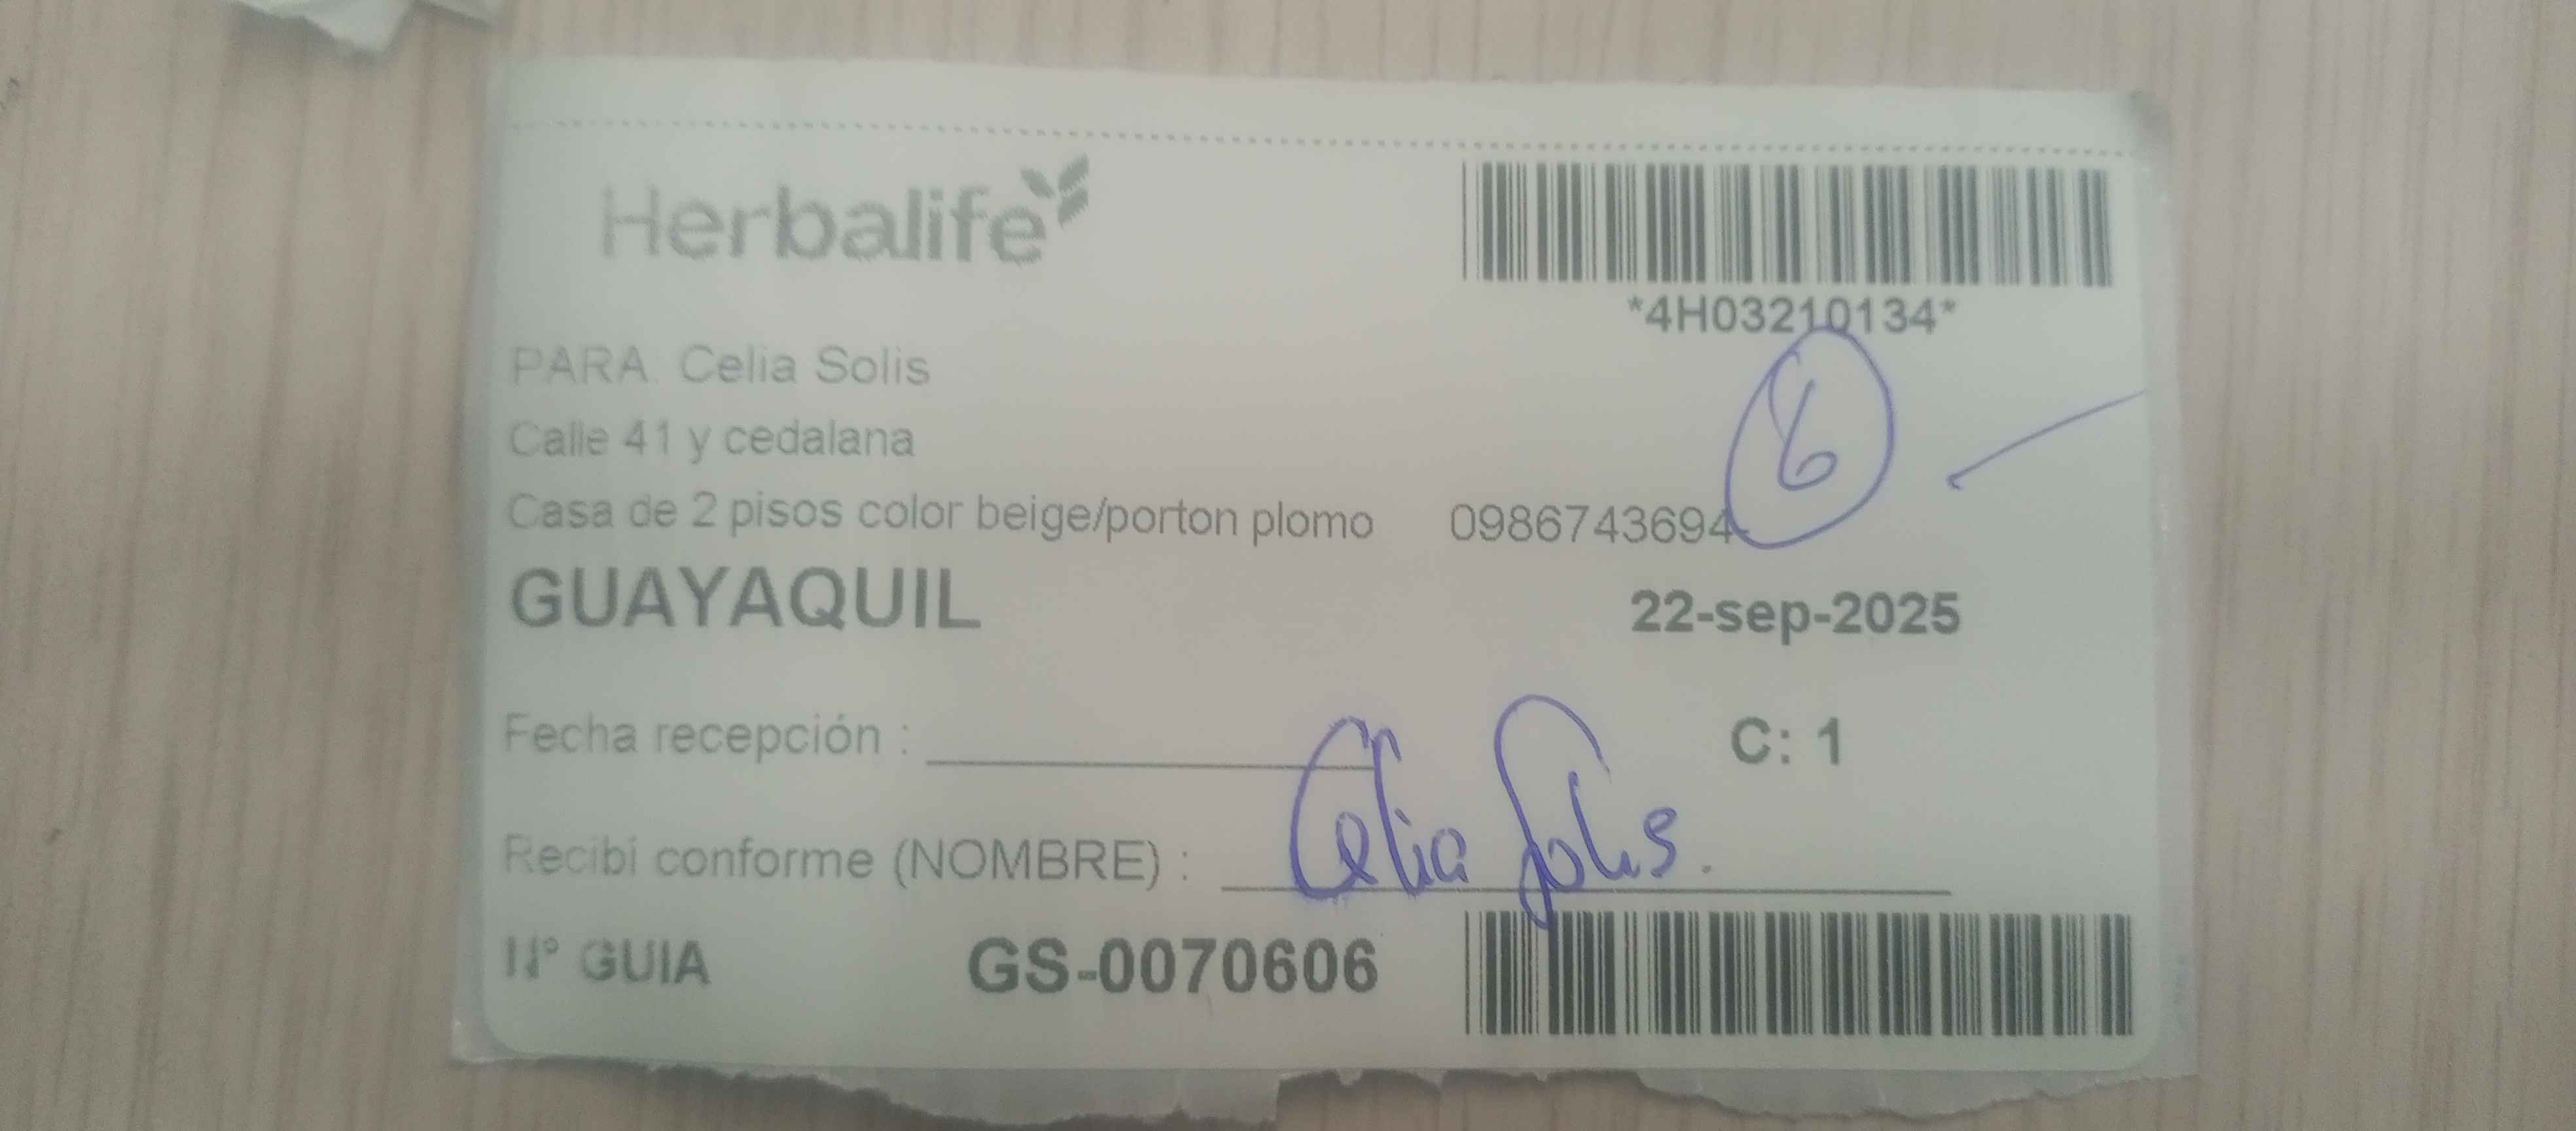 Herbalife
*4H03210134*
PARA. Celia Solis
6
Calle 41 y cedalana
Casa de 2 pisos color beige/porton plomo 0986743694
GUAYAQUIL 22-sep-2025
Fecha recepción : C: 1
Recibi conforme (NOMBRE) : Celia Solis.
N° GUIA GS-0070606